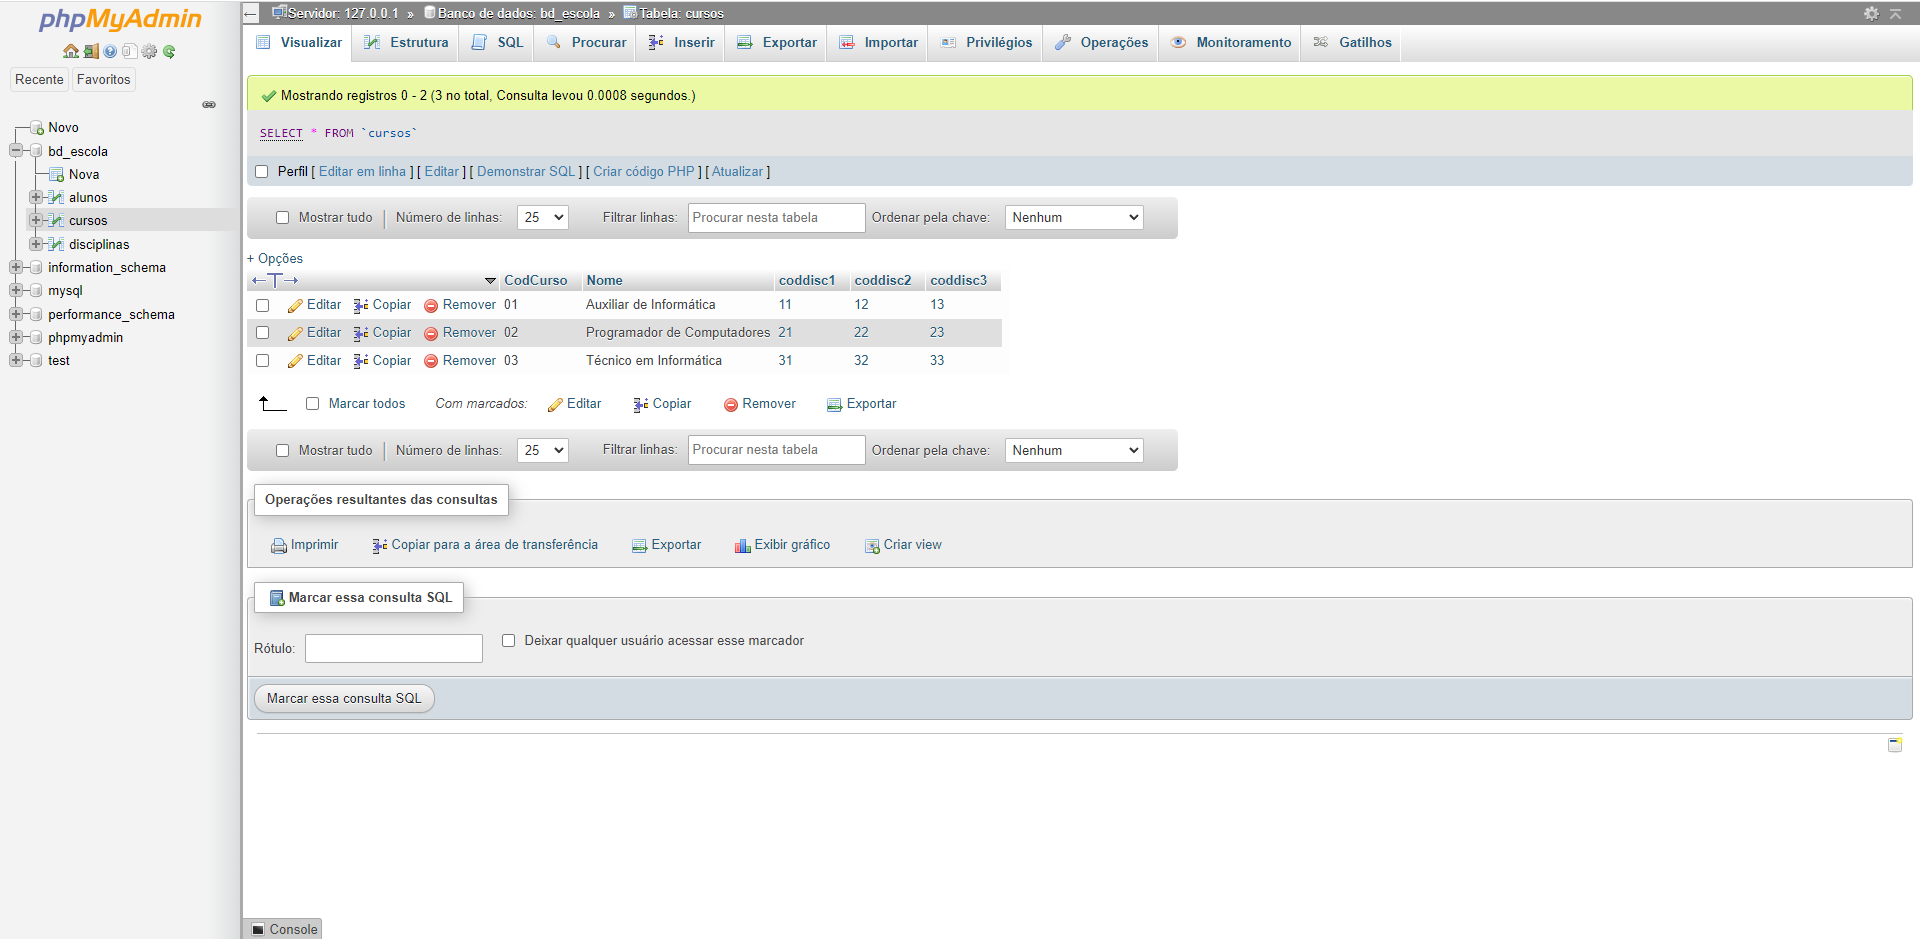 phpMyAdmin
Recente Favoritos
Novo
bd_escola
Nova
alunos
cursos
disciplinas
information_schema
mysql
performance_schema
phpmyadmin
test
Servidor: 127.0.0.1 » Banco de dados: bd_escola » Tabela: cursos
Visualizar Estrutura SQL Procurar Inserir Exportar Importar Privilégios Operações Monitoramento Gatilhos
Mostrando registros 0 - 2 (3 no total, Consulta levou 0.0008 segundos.)
SELECT * FROM `cursos`
Perfil [ Editar em linha ] [ Editar ] [ Demonstrar SQL ] [ Criar código PHP ] [ Atualizar ]
Mostrar tudo Número de linhas: 25 Filtrar linhas: Procurar nesta tabela Ordenar pela chave: Nenhum
+ Opções
←T→ CodCurso Nome coddisc1 coddisc2 coddisc3
Editar Copiar Remover 01 Auxiliar de Informática 11 12 13
Editar Copiar Remover 02 Programador de Computadores 21 22 23
Editar Copiar Remover 03 Técnico em Informática 31 32 33
Marcar todos Com marcados: Editar Copiar Remover Exportar
Mostrar tudo Número de linhas: 25 Filtrar linhas: Procurar nesta tabela Ordenar pela chave: Nenhum
Operações resultantes das consultas
Imprimir Copiar para a área de transferência Exportar Exibir gráfico Criar view
Marcar essa consulta SQL
Rótulo: Deixar qualquer usuário acessar esse marcador
Marcar essa consulta SQL
Console